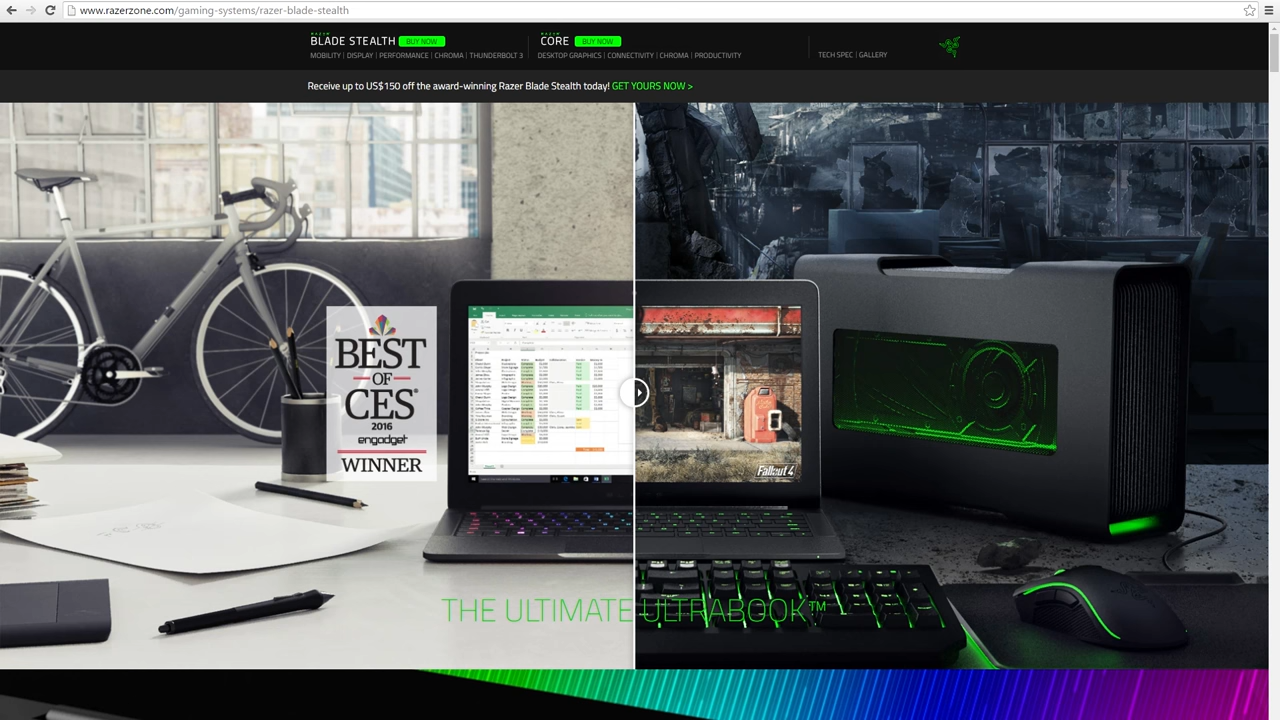 www.razerzone.com/gaming-systems/razer-blade-stealth
RAZER
BLADE STEALTH BUY NOW
MOBILITY | DISPLAY | PERFORMANCE | CHROMA | THUNDERBOLT 3
RAZER
CORE BUY NOW
DESKTOP GRAPHICS | CONNECTIVITY | CHROMA | PRODUCTIVITY
TECH SPEC | GALLERY
Receive up to US$150 off the award-winning Razer Blade Stealth today! GET YOURS NOW >
BEST
OF
CES
2016
engadget
WINNER
Fallout 4
THE ULTIMATE ULTRABOOK™